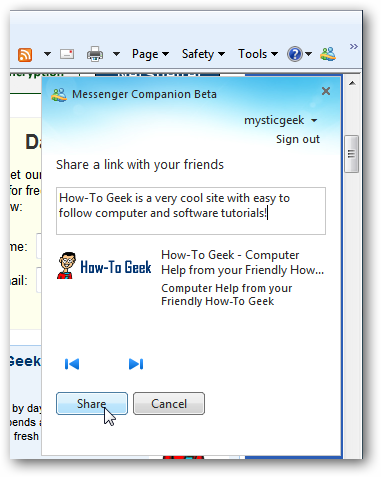 Page Safety Tools
Messenger Companion Beta
mysticgeek
Sign out
Share a link with your friends
How-To Geek is a very cool site with easy to
follow computer and software tutorials!
How-To Geek
How-To Geek - Computer
Help from your Friendly How...
Computer Help from your
Friendly How-To Geek
Share Cancel
Da
et our
for fre
w:
me:
mail:
Geek
by day
pends a
fresh